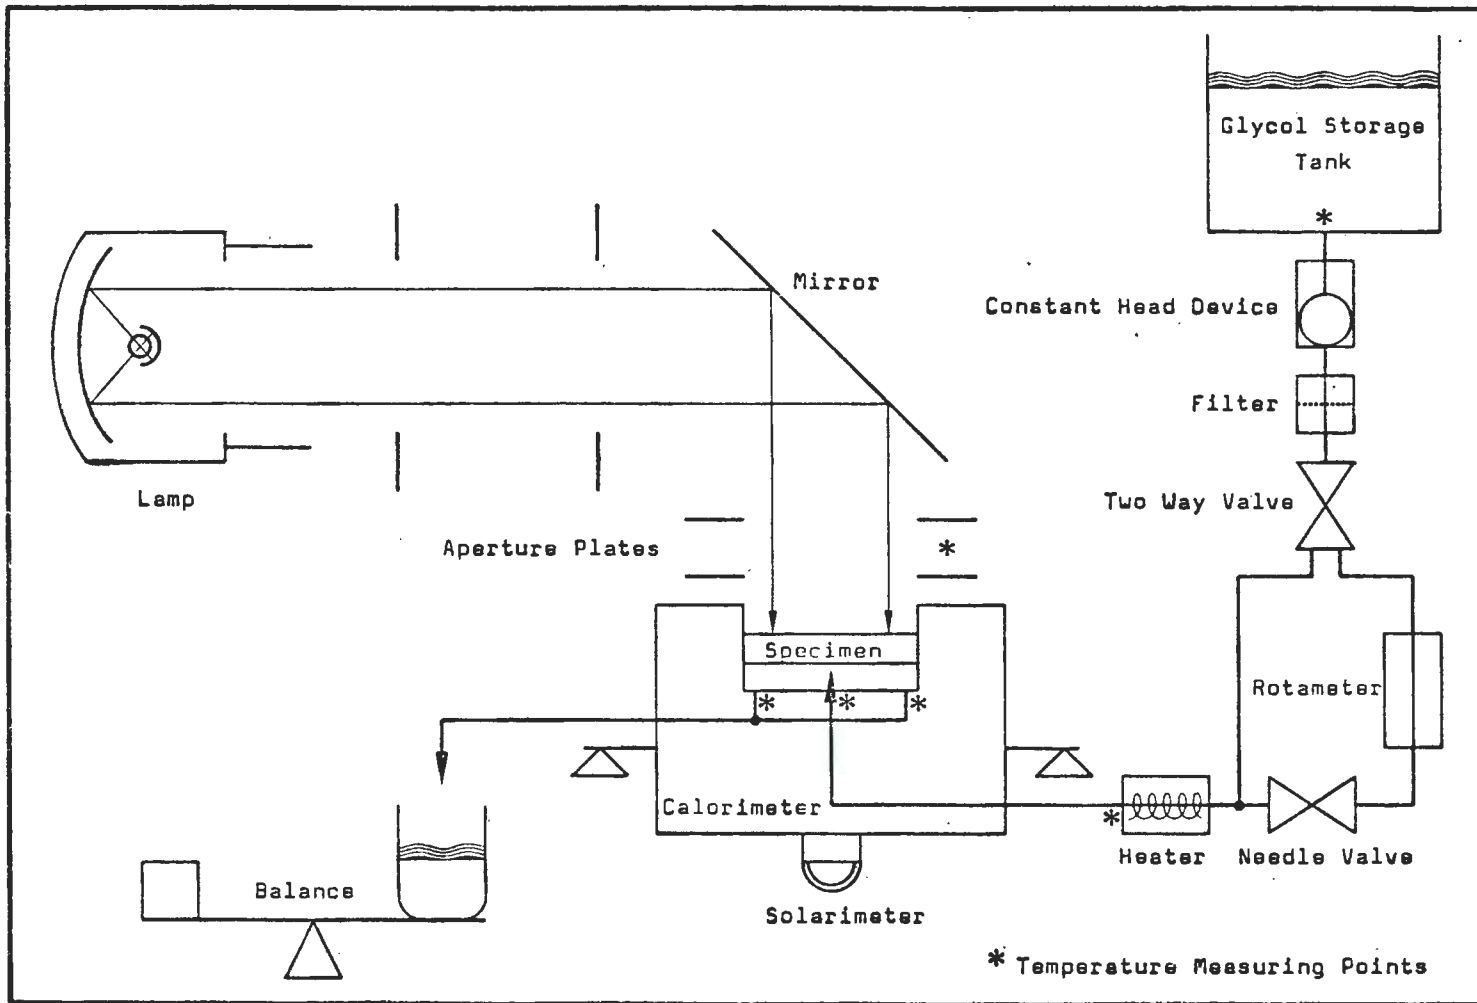 Glycol Storage
Tank
*
Mirror
Constant Head Device
Filter
Lamp
Two Way Valve
Aperture Plates
*
Specimen
* * *
Rotameter
Calorimeter
*
Heater
Needle Valve
Balance
Solarimeter
* Temperature Measuring Points